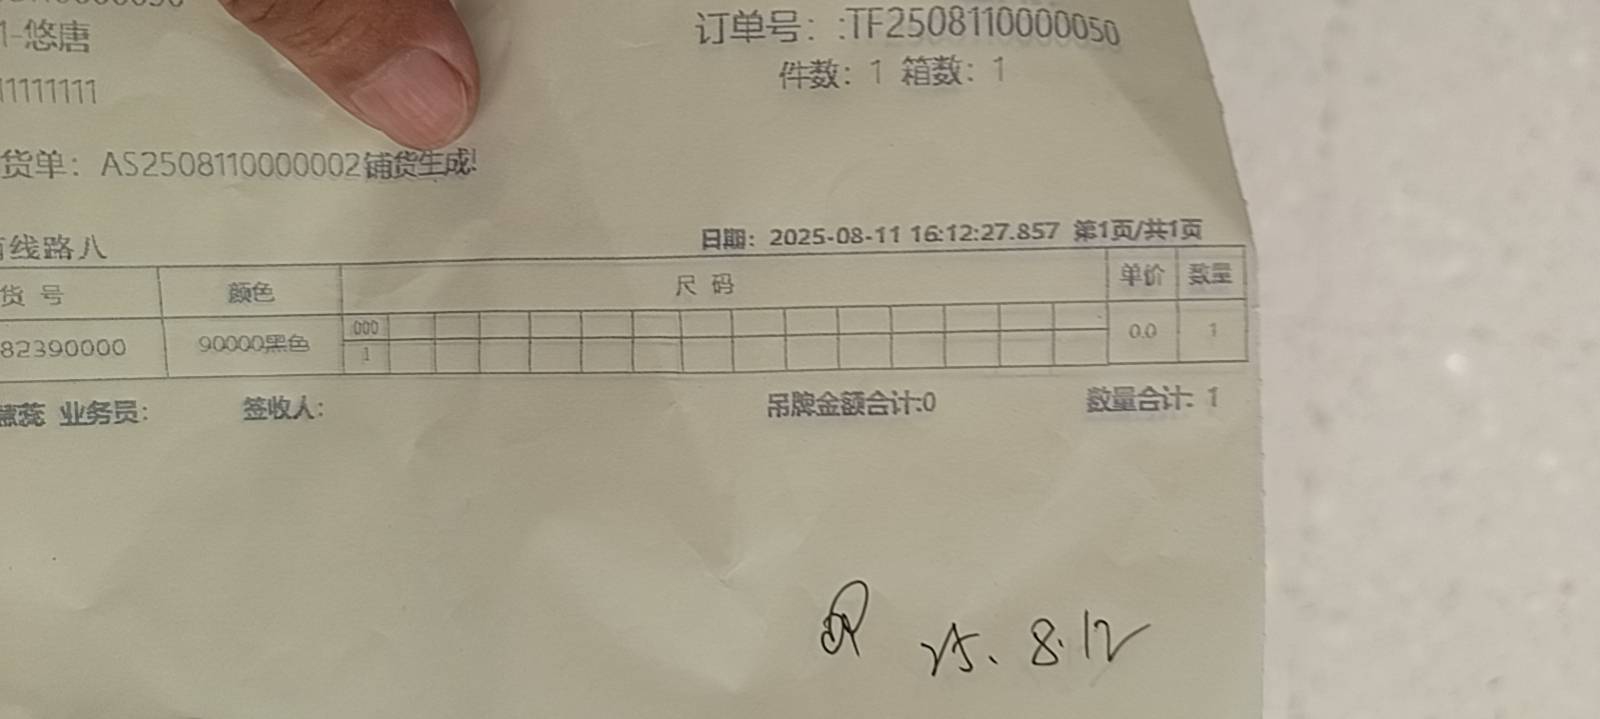 1-悠唐
订单号：:TF2508110000050
11111111
件数：1 箱数：1
货单：AS2508110000002铺货生成!
线路八
日期：2025-08-11 16:12:27.857 第1页/共1页
货 号 颜色 尺 码 单价 数量
82390000 90000黑色 000 0.0 1
1
蕊 业务员: 签收人: 吊牌金额合计:0 数量合计: 1
25. 8.12